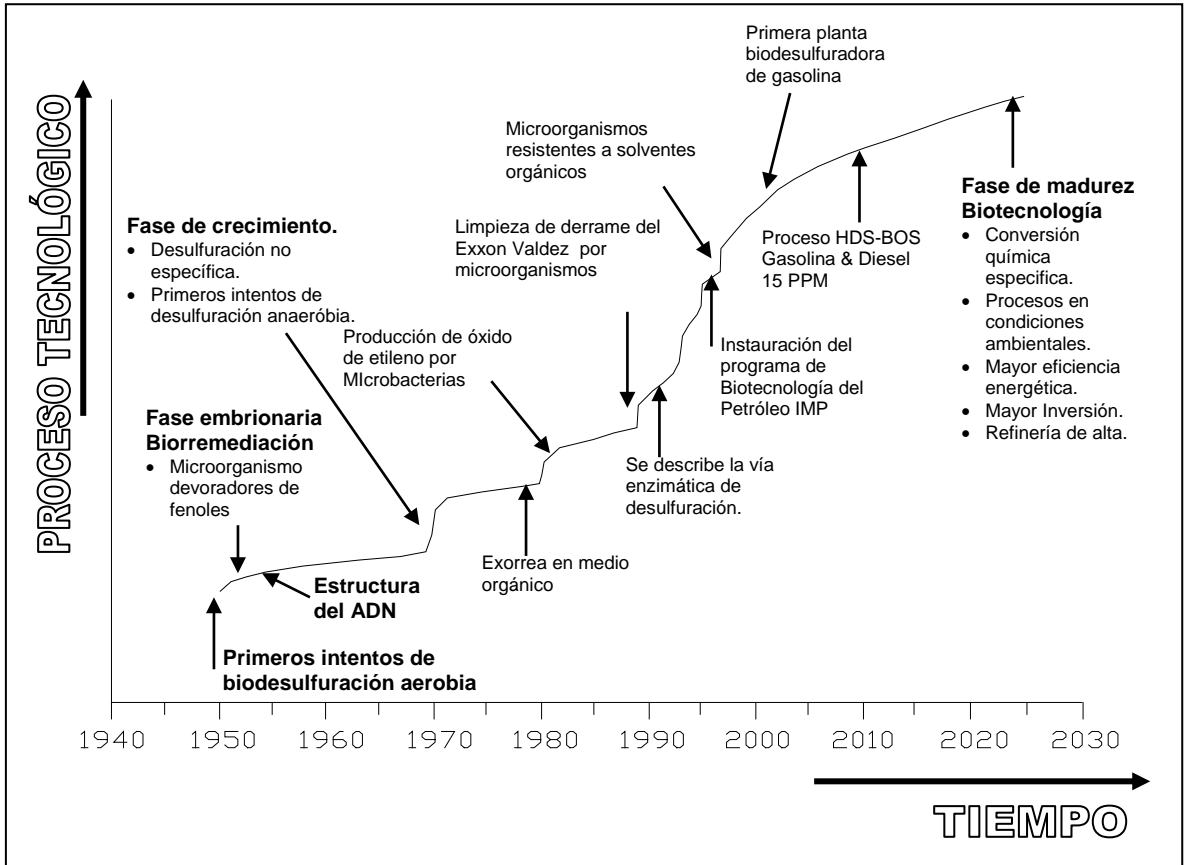 PROCESO TECNOLÓGICO
Primera planta
biodesulfuradora
de gasolina
Microorganismos
resistentes a solventes
orgánicos
Fase de crecimiento.
• Desulfuración no
específica.
• Primeros intentos de
desulfuración anaeróbia.
Limpieza de derrame del
Exxon Valdez por
microorganismos
Proceso HDS-BOS
Gasolina & Diesel
15 PPM
Fase de madurez
Biotecnología
• Conversión
química
especifica.
• Procesos en
condiciones
ambientales.
• Mayor eficiencia
energética.
• Mayor Inversión.
• Refinería de alta.
Producción de óxido
de etileno por
MIcrobacterias
Instauración del
programa de
Biotecnología del
Petróleo IMP
Fase embrionaria
Biorremediación
• Microorganismo
devoradores de
fenoles
Se describe la vía
enzimática de
desulfuración.
Exorrea en medio
orgánico
Estructura
del ADN
Primeros intentos de
biodesulfuración aerobia
1940 1950 1960 1970 1980 1990 2000 2010 2020 2030
TIEMPO